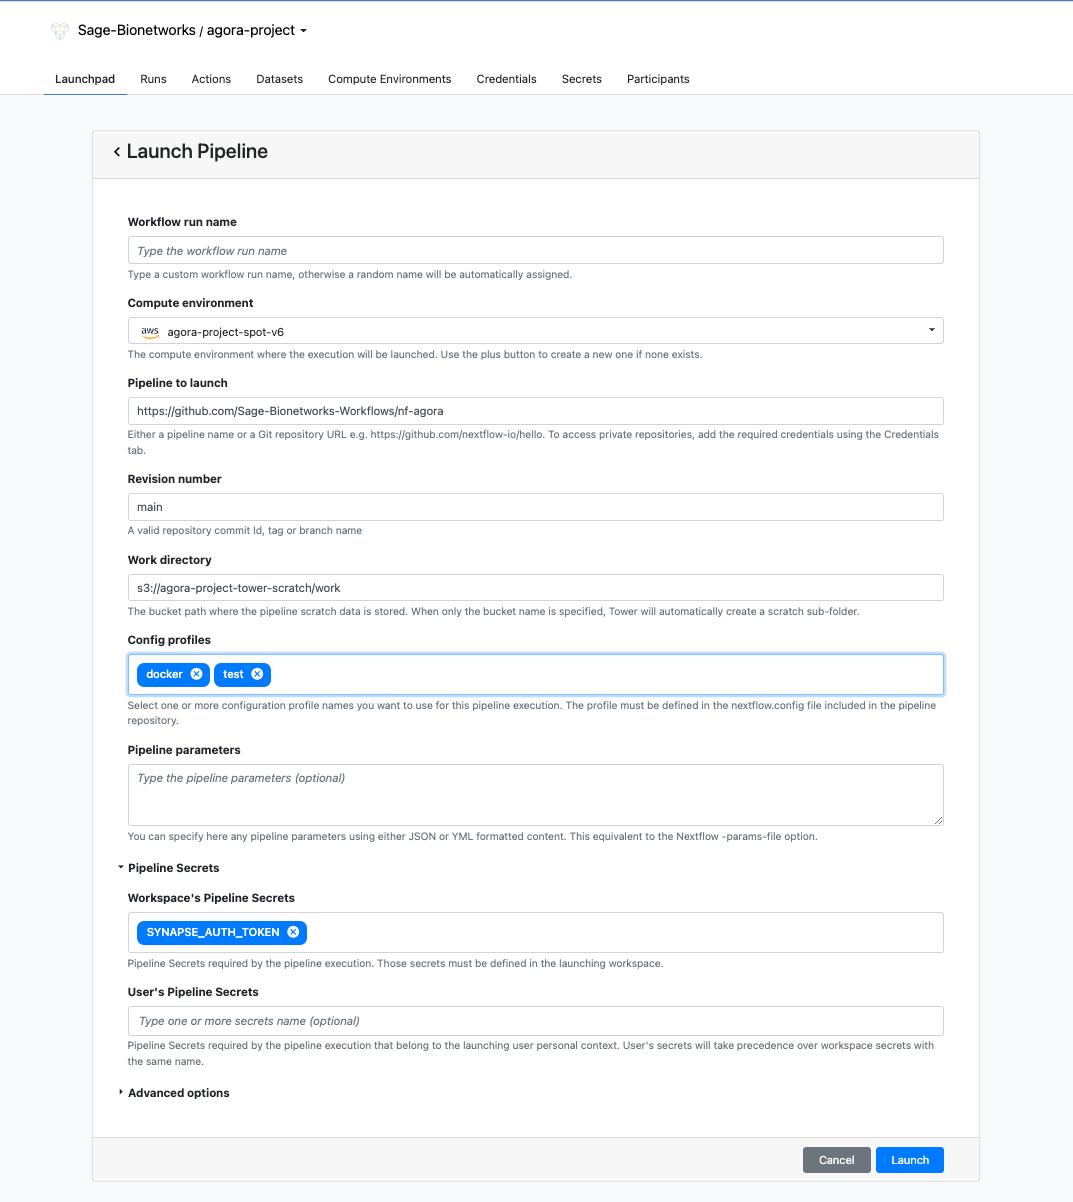 Sage-Bionetworks / agora-project
Launchpad Runs Actions Datasets Compute Environments Credentials Secrets Participants
Launch Pipeline
Workflow run name
Type the workflow run name
Type a custom workflow run name, otherwise a random name will be automatically assigned.
Compute environment
aws agora-project-spot-v6
The compute environment where the execution will be launched. Use the plus button to create a new one if none exists.
Pipeline to launch
https://github.com/Sage-Bionetworks-Workflows/nf-agora
Either a pipeline name or a Git repository URL e.g. https://github.com/nextflow-io/hello. To access private repositories, add the required credentials using the Credentials
tab.
Revision number
main
A valid repository commit Id, tag or branch name
Work directory
s3://agora-project-tower-scratch/work
The bucket path where the pipeline scratch data is stored. When only the bucket name is specified, Tower will automatically create a scratch sub-folder.
Config profiles
docker test
Select one or more configuration profile names you want to use for this pipeline execution. The profile must be defined in the nextflow.config file included in the pipeline
repository.
Pipeline parameters
Type the pipeline parameters (optional)
You can specify here any pipeline parameters using either JSON or YML formatted content. This equivalent to the Nextflow -params-file option.
Pipeline Secrets
Workspace's Pipeline Secrets
SYNAPSE_AUTH_TOKEN
Pipeline Secrets required by the pipeline execution. Those secrets must be defined in the launching workspace.
User's Pipeline Secrets
Type one or more secrets name (optional)
Pipeline Secrets required by the pipeline execution that belong to the launching user personal context. User's secrets will take precedence over workspace secrets with
the same name.
Advanced options
Cancel Launch